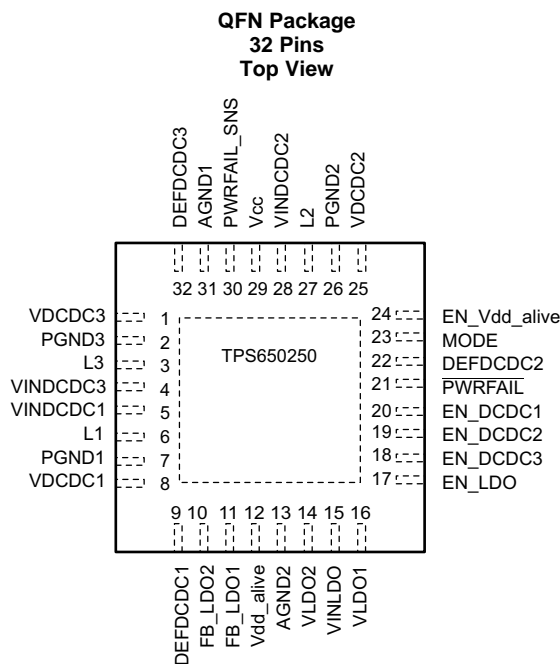 QFN Package
32 Pins
Top View
DEFDCDC3
AGND1
PWRFAIL_SNS
Vcc
VINDCDC2
L2
PGND2
VDCDC2
32 31 30 29 28 27 26 25
VDCDC3 1
PGND3 2
L3 3
VINDCDC3 4
VINDCDC1 5
L1 6
PGND1 7
VDCDC1 8
TPS650250
24 EN_Vdd_alive
23 MODE
22 DEFDCDC2
21 PWRFAIL
20 EN_DCDC1
19 EN_DCDC2
18 EN_DCDC3
17 EN_LDO
9 10 11 12 13 14 15 16
DEFDCDC1
FB_LDO2
FB_LDO1
Vdd_alive
AGND2
VLDO2
VINLDO
VLDO1